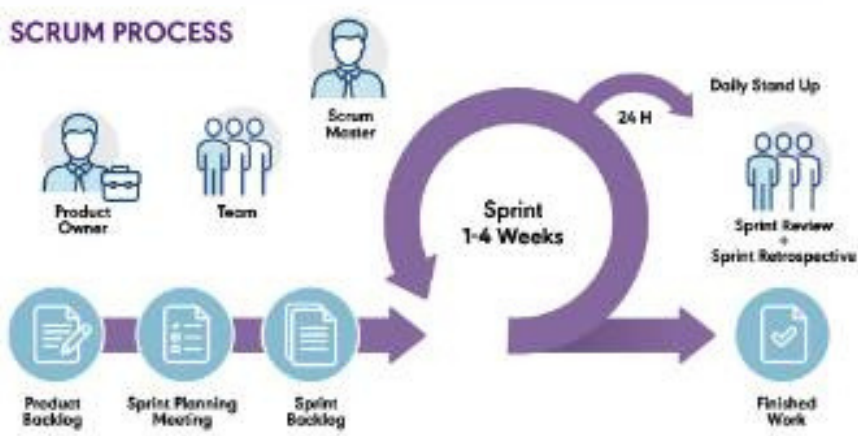 SCRUM PROCESS
Scrum
Master
Daily Stand Up
24 H
Product
Owner
Team
Sprint
1-4 Weeks
Sprint Review
+
Sprint Retrospective
Product
Backlog
Sprint Planning
Meeting
Sprint
Backlog
Finished
Work